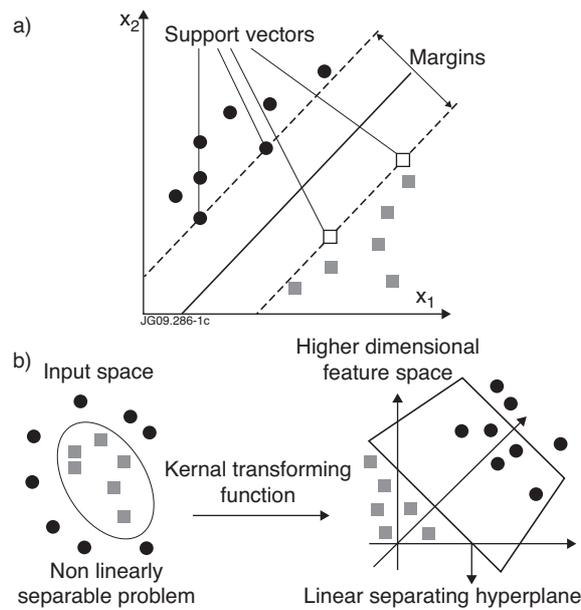 a)
x2
Support vectors
Margins
x1
JG09.286-1c
b)
Input space
Higher dimensional
feature space
Kernal transforming
function
Non linearly
separable problem
Linear separating hyperplane